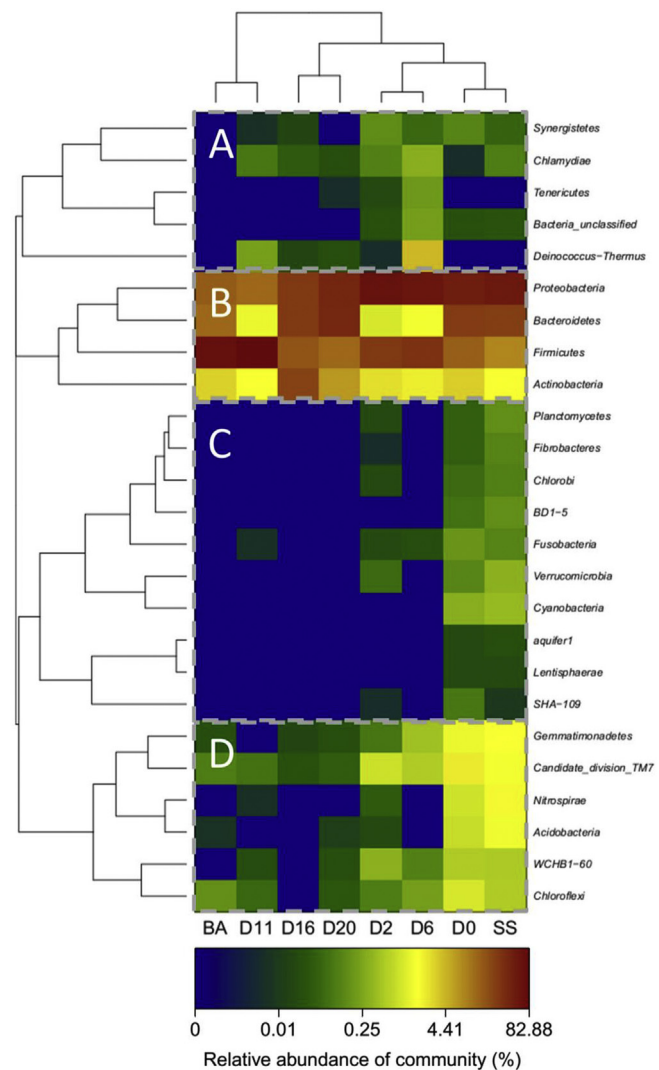 A
Synergistetes
Chlamydiae
Tenericutes
Bacteria_unclassified
Deinococcus-Thermus
B
Proteobacteria
Bacteroidetes
Firmicutes
Actinobacteria
C
Planctomycetes
Fibrobacteres
Chlorobi
BD1-5
Fusobacteria
Verrucomicrobia
Cyanobacteria
aquifer1
Lentisphaerae
SHA-109
D
Gemmatimonadetes
Candidate_division_TM7
Nitrospirae
Acidobacteria
WCHB1-60
Chloroflexi
BA D11 D16 D20 D2 D6 D0 SS
0 0.01 0.25 4.41 82.88
Relative abundance of community (%)